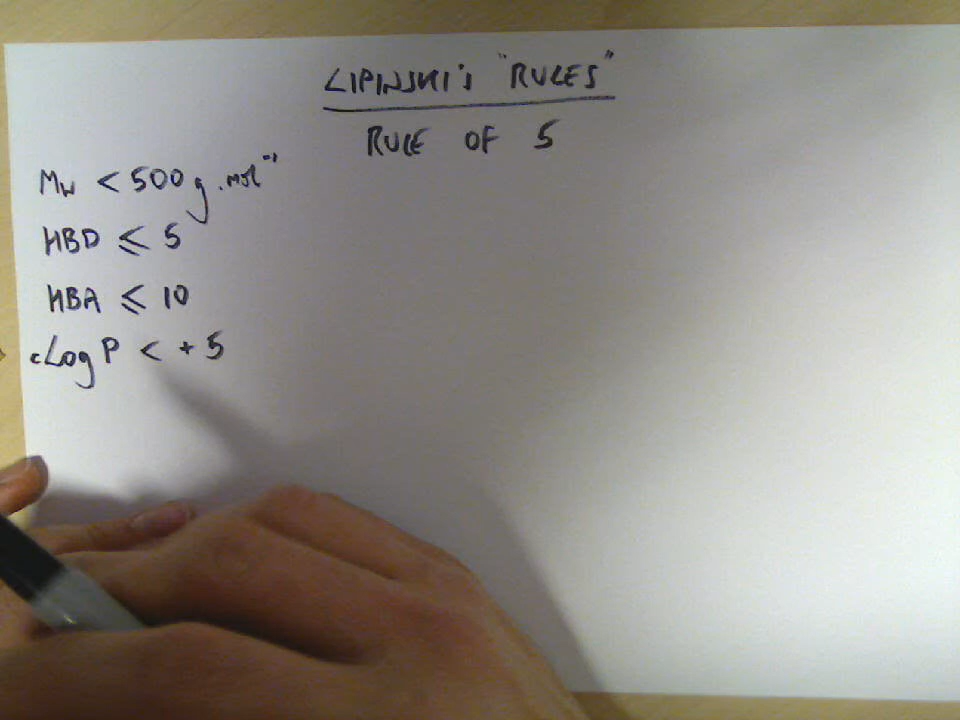 LIPINSKI'S "RULES"
RULE OF 5
Mw < 500 g.mol⁻¹
HBD ⩽ 5
HBA ⩽ 10
cLog P < + 5